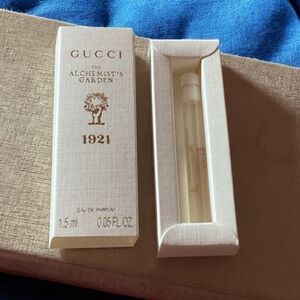 GUCCI
THE
ALCHEMIST'S
GARDEN
1921
EAU DE PARFUM
1,5 ml 0.05 FL.OZ.